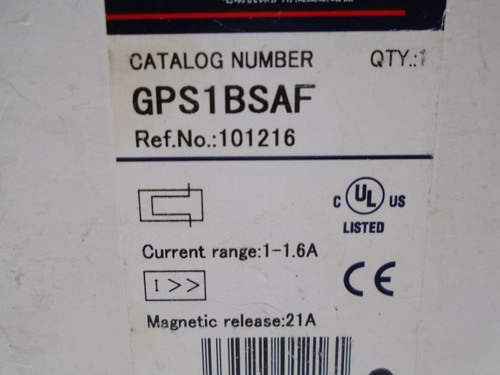 CATALOG NUMBER QTY.:1
GPS1BSAF
Ref.No.:101216
C UL US
LISTED
Current range:1-1.6A
CE
I >>
Magnetic release:21A